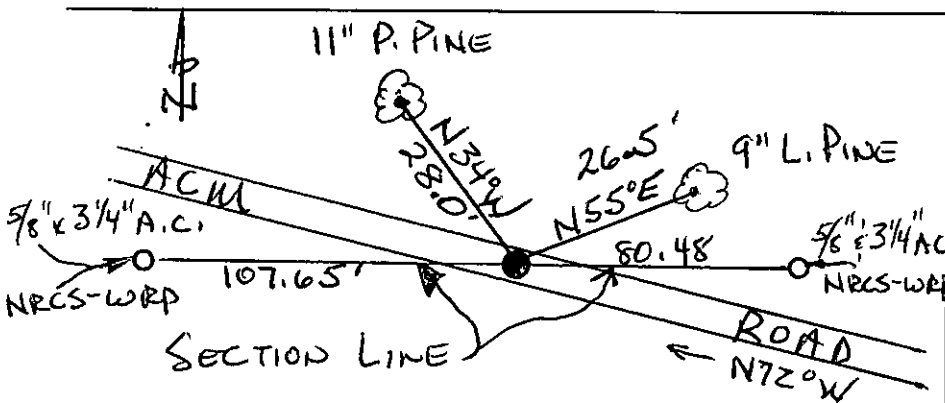 11" P. PINE
N
N34°W
28.0'
26.5'
N55°E
9" L. PINE
ACM
5/8" x 3 1/4" A.C.
NRCS-WRP
107.65'
80.48
5/8" & 3 1/4" AC
NRCS-WRP
SECTION LINE
ROAD
N72°W